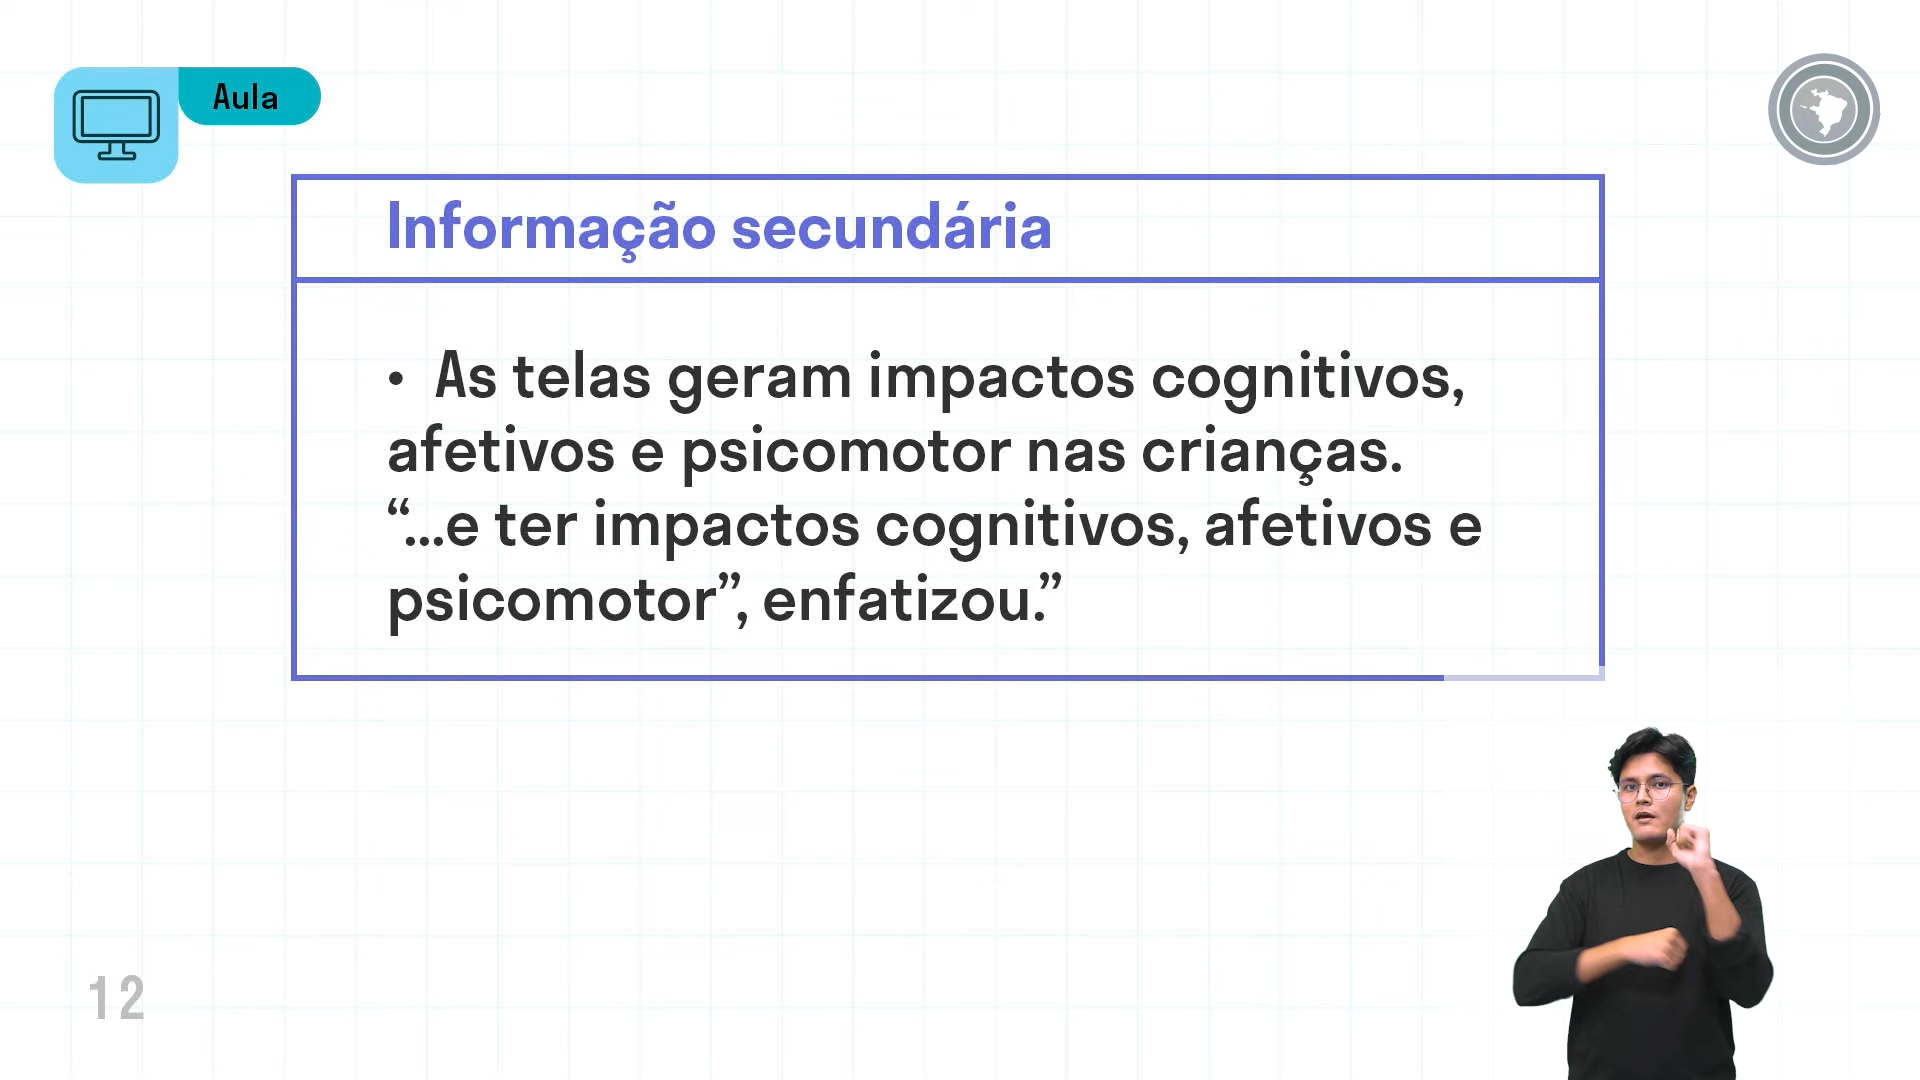 Aula
Informação secundária
• As telas geram impactos cognitivos,
afetivos e psicomotor nas crianças.
“...e ter impactos cognitivos, afetivos e
psicomotor”, enfatizou.”
12